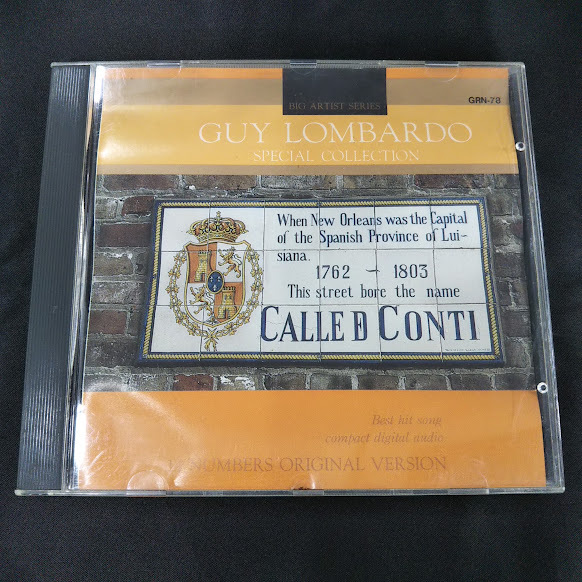 BIG ARTIST SERIES
GRN-78
GUY LOMBARDO
SPECIAL COLLECTION
When New Orleans was the Capital
of the Spanish Province of Lui-
siana.
1762 - 1803
This street bore the name
CALLE D CONTI
Best hit song
compact digital audio
NUMBERS ORIGINAL VERSION